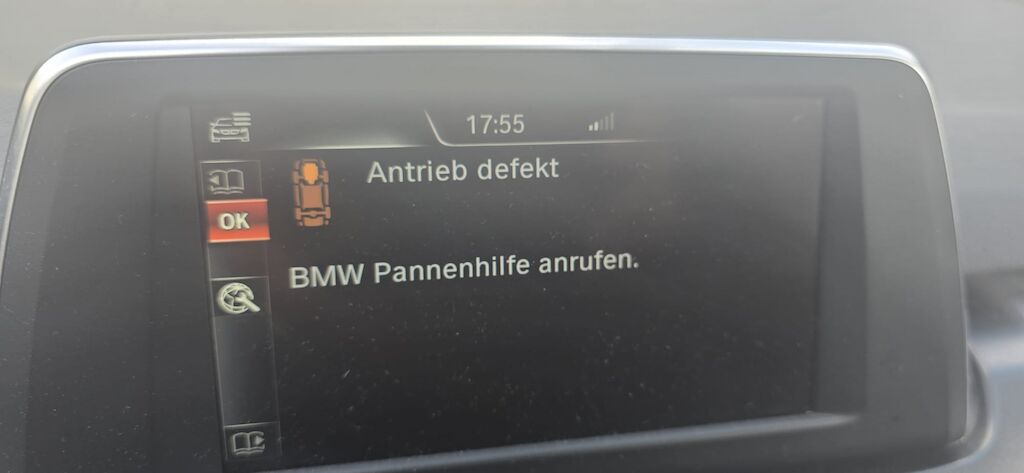 17:55
Antrieb defekt
OK
BMW Pannenhilfe anrufen.